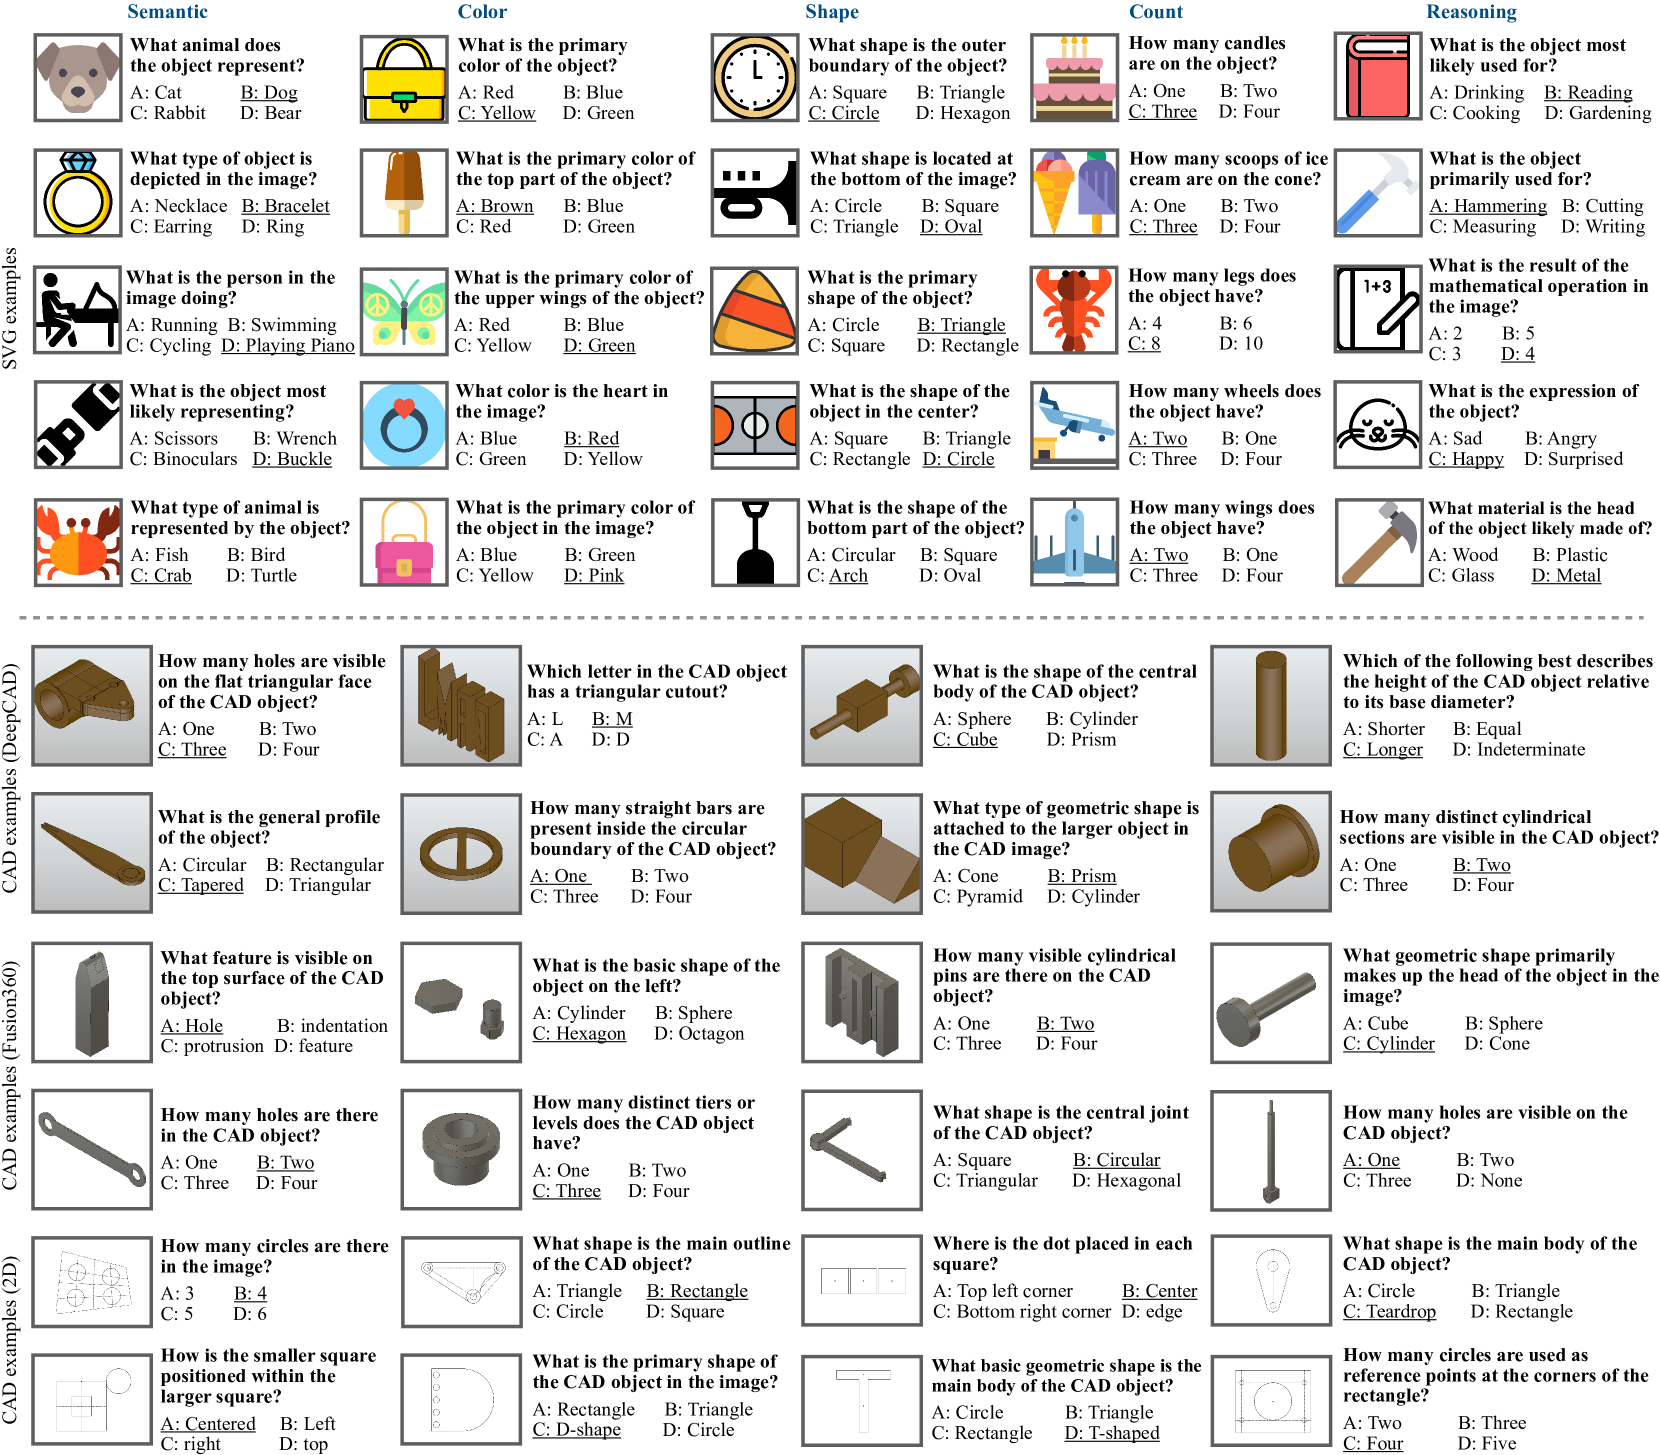 Semantic
Color
Shape
Count
Reasoning
SVG examples
What animal does
the object represent?
A: Cat B: Dog
C: Rabbit D: Bear
What is the primary
color of the object?
A: Red B: Blue
C: Yellow D: Green
What shape is the outer
boundary of the object?
A: Square B: Triangle
C: Circle D: Hexagon
How many candles
are on the object?
A: One B: Two
C: Three D: Four
What is the object most
likely used for?
A: Drinking B: Reading
C: Cooking D: Gardening
What type of object is
depicted in the image?
A: Necklace B: Bracelet
C: Earring D: Ring
What is the primary color of
the top part of the object?
A: Brown B: Blue
C: Red D: Green
What shape is located at
the bottom of the image?
A: Circle B: Square
C: Triangle D: Oval
How many scoops of ice
cream are on the cone?
A: One B: Two
C: Three D: Four
What is the object
primarily used for?
A: Hammering B: Cutting
C: Measuring D: Writing
What is the person in the
image doing?
A: Running B: Swimming
C: Cycling D: Playing Piano
What is the primary color of
the upper wings of the object?
A: Red B: Blue
C: Yellow D: Green
What is the primary
shape of the object?
A: Circle B: Triangle
C: Square D: Rectangle
How many legs does
the object have?
A: 4 B: 6
C: 8 D: 10
1+3
What is the result of the
mathematical operation in
the image?
A: 2 B: 5
C: 3 D: 4
What is the object most
likely representing?
A: Scissors B: Wrench
C: Binoculars D: Buckle
What color is the heart in
the image?
A: Blue B: Red
C: Green D: Yellow
What is the shape of the
object in the center?
A: Square B: Triangle
C: Rectangle D: Circle
How many wheels does
the object have?
A: Two B: One
C: Three D: Four
What is the expression of
the object?
A: Sad B: Angry
C: Happy D: Surprised
What type of animal is
represented by the object?
A: Fish B: Bird
C: Crab D: Turtle
What is the primary color of
the object in the image?
A: Blue B: Green
C: Yellow D: Pink
What is the shape of the
bottom part of the object?
A: Circular B: Square
C: Arch D: Oval
How many wings does
the object have?
A: Two B: One
C: Three D: Four
What material is the head
of the object likely made of?
A: Wood B: Plastic
C: Glass D: Metal
CAD examples (DeepCAD)
How many holes are visible
on the flat triangular face
of the CAD object?
A: One B: Two
C: Three D: Four
Which letter in the CAD object
has a triangular cutout?
A: L B: M
C: A D: D
What is the shape of the central
body of the CAD object?
A: Sphere B: Cylinder
C: Cube D: Prism
Which of the following best describes
the height of the CAD object relative
to its base diameter?
A: Shorter B: Equal
C: Longer D: Indeterminate
What is the general profile
of the object?
A: Circular B: Rectangular
C: Tapered D: Triangular
How many straight bars are
present inside the circular
boundary of the CAD object?
A: One B: Two
C: Three D: Four
What type of geometric shape is
attached to the larger object in
the CAD image?
A: Cone B: Prism
C: Pyramid D: Cylinder
How many distinct cylindrical
sections are visible in the CAD object?
A: One B: Two
C: Three D: Four
CAD examples (Fusion360)
What feature is visible on
the top surface of the CAD
object?
A: Hole B: indentation
C: protrusion D: feature
What is the basic shape of the
object on the left?
A: Cylinder B: Sphere
C: Hexagon D: Octagon
How many visible cylindrical
pins are there on the CAD
object?
A: One B: Two
C: Three D: Four
What geometric shape primarily
makes up the head of the object in the
image?
A: Cube B: Sphere
C: Cylinder D: Cone
How many holes are there
in the CAD object?
A: One B: Two
C: Three D: Four
How many distinct tiers or
levels does the CAD object
have?
A: One B: Two
C: Three D: Four
What shape is the central joint
of the CAD object?
A: Square B: Circular
C: Triangular D: Hexagonal
How many holes are visible on the
CAD object?
A: One B: Two
C: Three D: None
CAD examples (2D)
How many circles are there
in the image?
A: 3 B: 4
C: 5 D: 6
What shape is the main outline
of the CAD object?
A: Triangle B: Rectangle
C: Circle D: Square
Where is the dot placed in each
square?
A: Top left corner B: Center
C: Bottom right corner D: edge
What shape is the main body of the
CAD object?
A: Circle B: Triangle
C: Teardrop D: Rectangle
How is the smaller square
positioned within the
larger square?
A: Centered B: Left
C: right D: top
What is the primary shape of
the CAD object in the image?
A: Rectangle B: Triangle
C: D-shape D: Circle
What basic geometric shape is the
main body of the CAD object?
A: Circle B: Triangle
C: Rectangle D: T-shaped
How many circles are used as
reference points at the corners of the
rectangle?
A: Two B: Three
C: Four D: Five